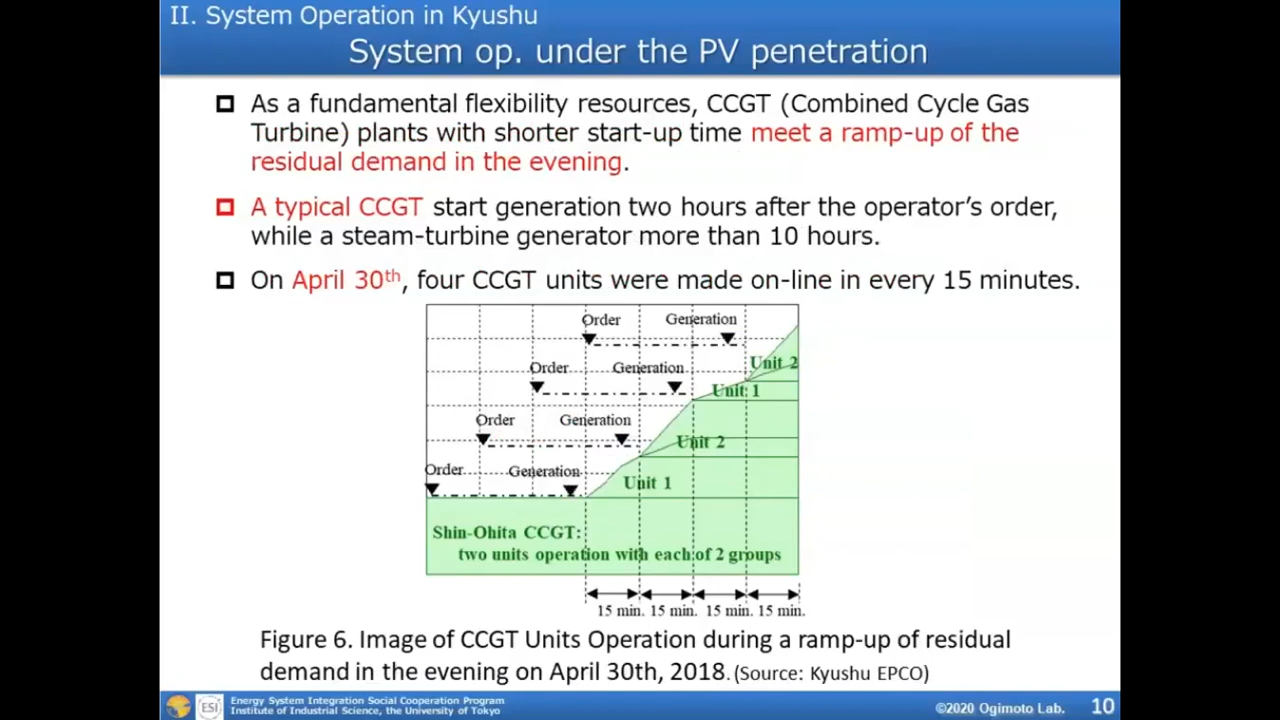 II. System Operation in Kyushu
System op. under the PV penetration
As a fundamental flexibility resources, CCGT (Combined Cycle Gas
Turbine) plants with shorter start-up time meet a ramp-up of the
residual demand in the evening.
A typical CCGT start generation two hours after the operator's order,
while a steam-turbine generator more than 10 hours.
On April 30th, four CCGT units were made on-line in every 15 minutes.
Order Generation
Unit 2
Order Generation
Unit 1
Order Generation
Unit 2
Order Generation
Unit 1
Shin-Ohita CCGT:
two units operation with each of 2 groups
15 min. 15 min. 15 min. 15 min.
Figure 6. Image of CCGT Units Operation during a ramp-up of residual
demand in the evening on April 30th, 2018. (Source: Kyushu EPCO)
ESI
Energy System Integration Social Cooperation Program
Institute of Industrial Science, the University of Tokyo
©2020 Ogimoto Lab. 10